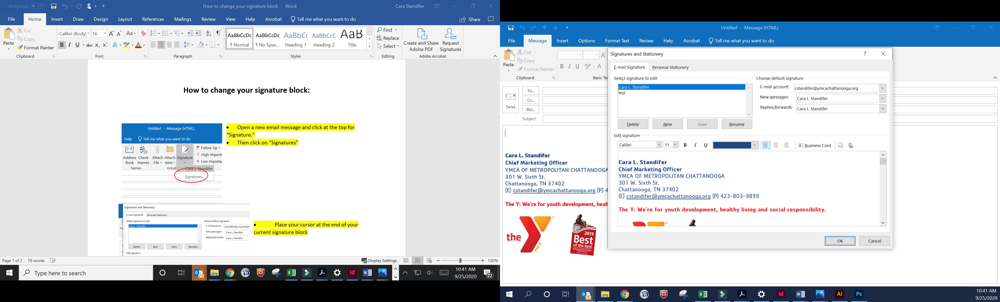 AutoSave Off
How to change your signature block - Word
Cara Standifer
File Home Insert Draw Design Layout References Mailings Review View Help Acrobat Tell me what you want to do
Share
Paste
Cut
Copy
Format Painter
Clipboard
Calibri (Body) 16
Font
Paragraph
AaBbCcDc AaBbCcDc AaBbCc AaBbCcE AaB
¶ Normal ¶ No Spac... Heading 1 Heading 2 Title
Styles
Find
Replace
Select
Editing
Create and Share
Adobe PDF
Request
Signatures
Adobe Acrobat
How to change your signature block:
Untitled - Message (HTML)
Help Tell me what you want to do
Address
Book
Check
Names
Attach
File
Attach
Item
Signature
Follow Up
High Importa
Low Importa
Names
Includ
Cara L. Standifer
Signatures...
• Open a new email message and click at the top for
“Signature.”
• Then click on “Signatures”
Signatures and Stationery
E-mail Signature Personal Stationery
Select signature to edit
Choose default signature
Cara L. Standifer
E-mail account: cstandifer@ymcachattan
New messages: Cara L. Standifer
Replies/forwards: Cara L. Standifer
Pa
Delete New Save Rename
Edit signature
• Place your cursor at the end of your
current signature block
Page 1 of 2 78 words
Display Settings
100%
Type here to search
10:41 AM
9/25/2020
22
Untitled - Message (HTML)
File Message Insert Options Format Text Review Help Acrobat Tell me what you want to do
Paste
Cut
Copy
Format Painter
Clipboard
Basic Te
Send
To...
Cc...
Bcc...
Subject
Cara L. Standifer
Chief Marketing Officer
YMCA OF METROPOLITAN CHATTANOOGA
301 W. Sixth St.
Chattanooga, TN 37402
(E) cstandifer@ymcachattanooga.org (P) 4
The Y: We’re for youth development, healt
the
YMCA
2019
Best
of the best
Signatures and Stationery
E-mail Signature Personal Stationery
Select signature to edit
Cara L. Standifer
test
Delete New Save Rename
Choose default signature
E-mail account: cstandifer@ymcachattanooga.org
New messages: Cara L. Standifer
Replies/forwards: Cara L. Standifer
Edit signature
Calibri 11 B I U Business Card
Cara L. Standifer
Chief Marketing Officer
YMCA OF METROPOLITAN CHATTANOOGA
301 W. Sixth St.
Chattanooga, TN 37402
(E) cstandifer@ymcachattanooga.org (P) 423-803-9899
The Y: We’re for youth development, healthy living and social responsibility.
OK Cancel
10:41 AM
9/25/2020